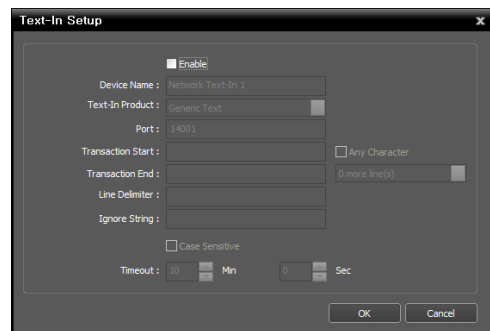 Text-In Setup x
Enable
Device Name : Network Text-In 1
Text-In Product : Generic Text
Port : 14001
Transaction Start : Any Character
Transaction End : 0 more line(s)
Line Delimiter :
Ignore String :
Case Sensitive
Timeout : 10 Min 0 Sec
OK Cancel